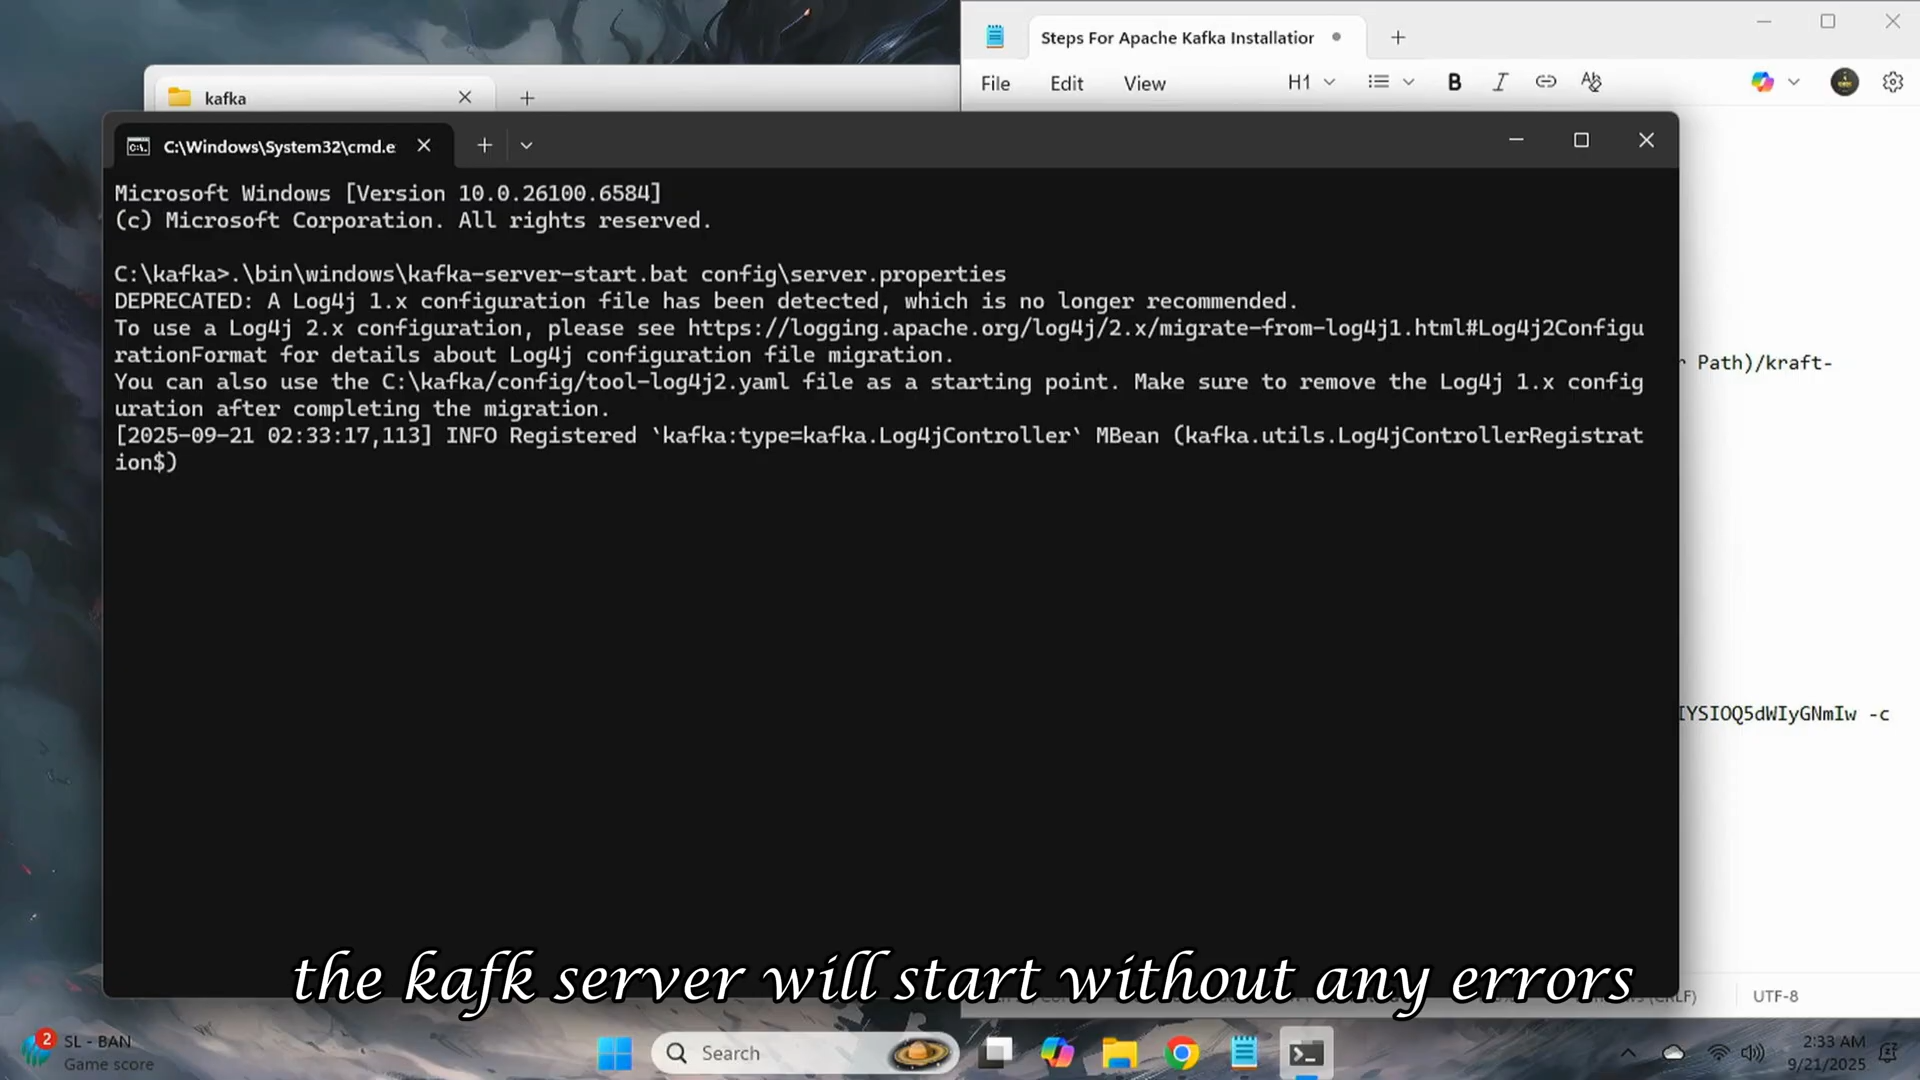 Steps For Apache Kafka Installation
File Edit View H1
kafka
C:\Windows\System32\cmd.e
Microsoft Windows [Version 10.0.26100.6584]
(c) Microsoft Corporation. All rights reserved.
C:\kafka>.\bin\windows\kafka-server-start.bat config\server.properties
DEPRECATED: A Log4j 1.x configuration file has been detected, which is no longer recommended.
To use a Log4j 2.x configuration, please see https://logging.apache.org/log4j/2.x/migrate-from-log4j1.html#Log4j2Configu
rationFormat for details about Log4j configuration file migration.
You can also use the C:\kafka/config/tool-log4j2.yaml file as a starting point. Make sure to remove the Log4j 1.x config
uration after completing the migration.
[2025-09-21 02:33:17,113] INFO Registered `kafka:type=kafka.Log4jController` MBean (kafka.utils.Log4jControllerRegistrat
ion$)
Path)/kraft-
IYSIOQ5dWIyGNmIw -c
the kafk server will start without any errors
UTF-8
2
SL - BAN
Game score
Search
2:33 AM
9/21/2025